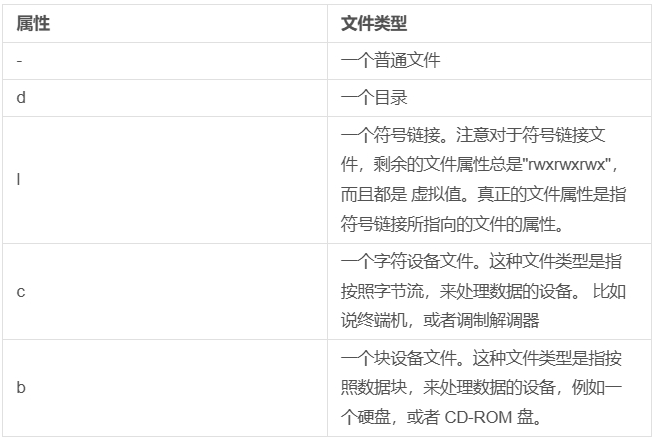 属性 文件类型
- 一个普通文件
d 一个目录
一个符号链接。注意对于符号链接文
件，剩余的文件属性总是"rwxrwxrwx"，
l
而且都是 虚拟值。真正的文件属性是指
符号链接所指向的文件的属性。
一个字符设备文件。这种文件类型是指
c 按照字节流，来处理数据的设备。 比如
说终端机，或者调制解调器
一个块设备文件。这种文件类型是指按
b 照数据块，来处理数据的设备，例如一
个硬盘，或者 CD-ROM 盘。